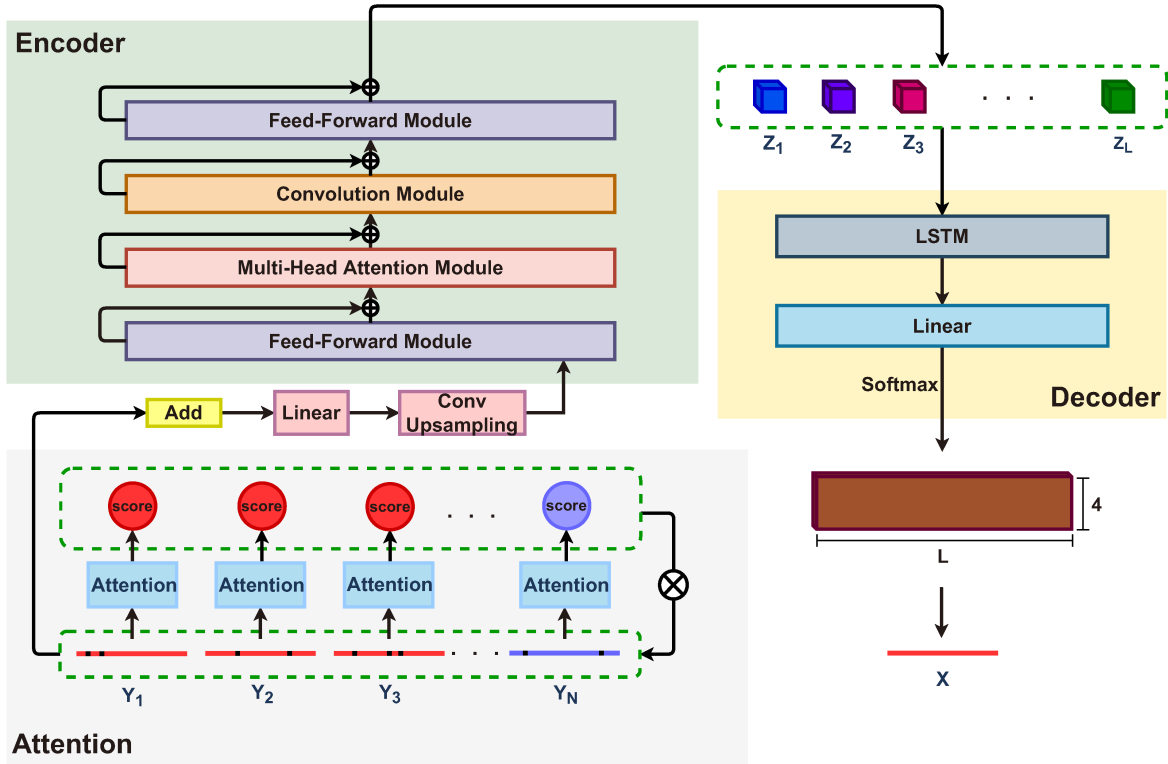 Encoder
Feed-Forward Module
Convolution Module
Multi-Head Attention Module
Feed-Forward Module
Add
Linear
Conv
Upsampling
score
score
score
. . .
score
Attention
Attention
Attention
Attention
. . .
Y1
Y2
Y3
YN
Attention
. . .
Z1
Z2
Z3
ZL
LSTM
Linear
Softmax
Decoder
4
L
X